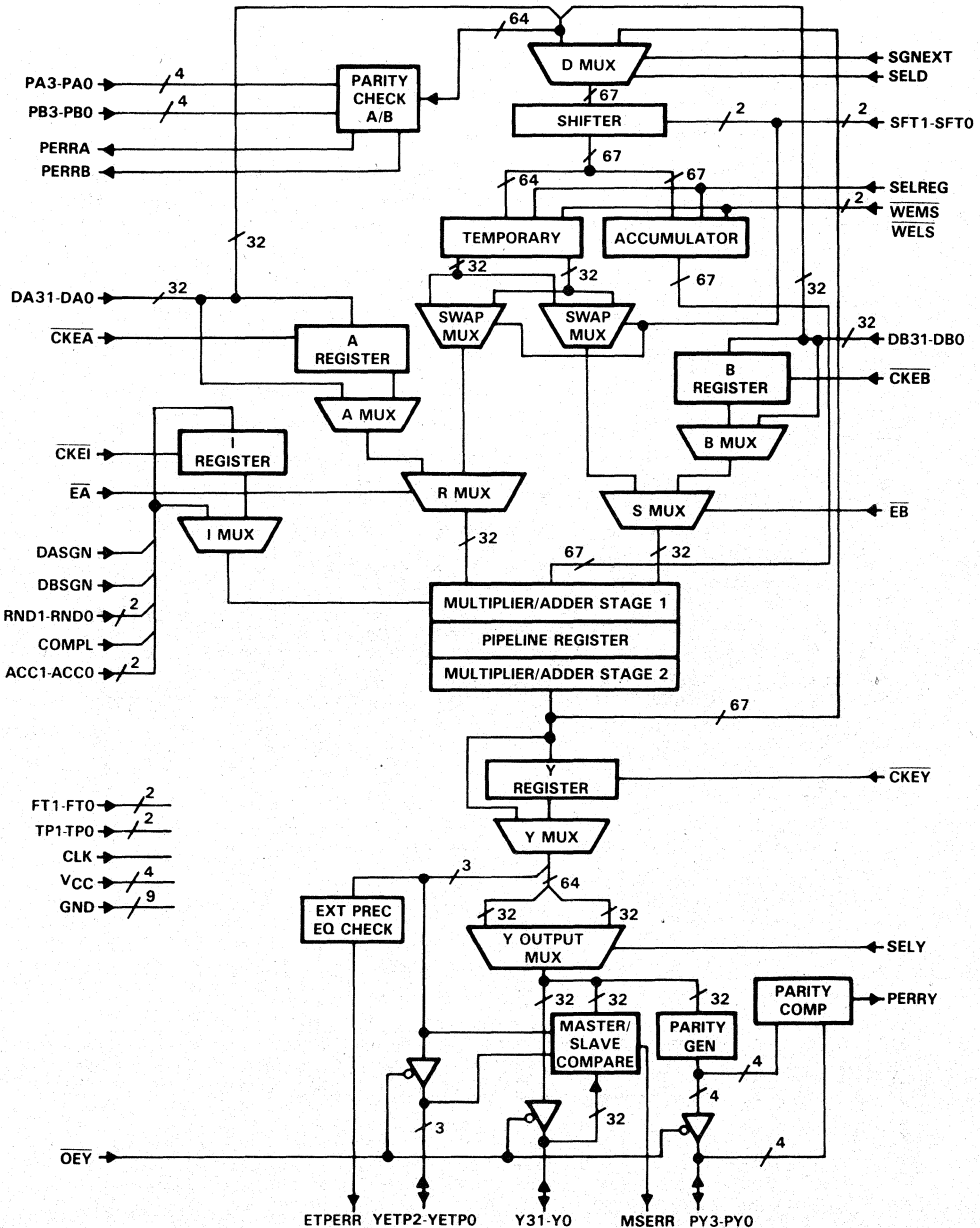 64
D MUX
SGNEXT
SELD
PA3-PA0
4
PARITY
CHECK
A/B
67
PB3-PB0
4
SHIFTER
2
2
SFT1-SFT0
PERRA
67
PERRB
64
67
SELREG
2
WEMS
WELS
TEMPORARY
ACCUMULATOR
32
32
32
67
32
DA31-DA0
32
SWAP
MUX
SWAP
MUX
32
DB31-DB0
CKEA
A
REGISTER
B
REGISTER
CKEB
A MUX
B MUX
I
REGISTER
CKEI
EA
R MUX
S MUX
EB
I MUX
32
67
32
DASGN
DBSGN
RND1-RND0
2
COMPL
ACC1-ACC0
2
MULTIPLIER/ADDER STAGE 1
PIPELINE REGISTER
MULTIPLIER/ADDER STAGE 2
67
Y
REGISTER
CKEY
FT1-FT0
2
TP1-TP0
2
CLK
VCC
4
GND
9
Y MUX
3
64
EXT PREC
EQ CHECK
32
32
Y OUTPUT
MUX
SELY
32
32
32
PARITY
COMP
PERRY
MASTER/
SLAVE
COMPARE
PARITY
GEN
4
4
3
32
4
OEY
ETPERR
YETP2-YETP0
Y31-Y0
MSERR
PY3-PY0